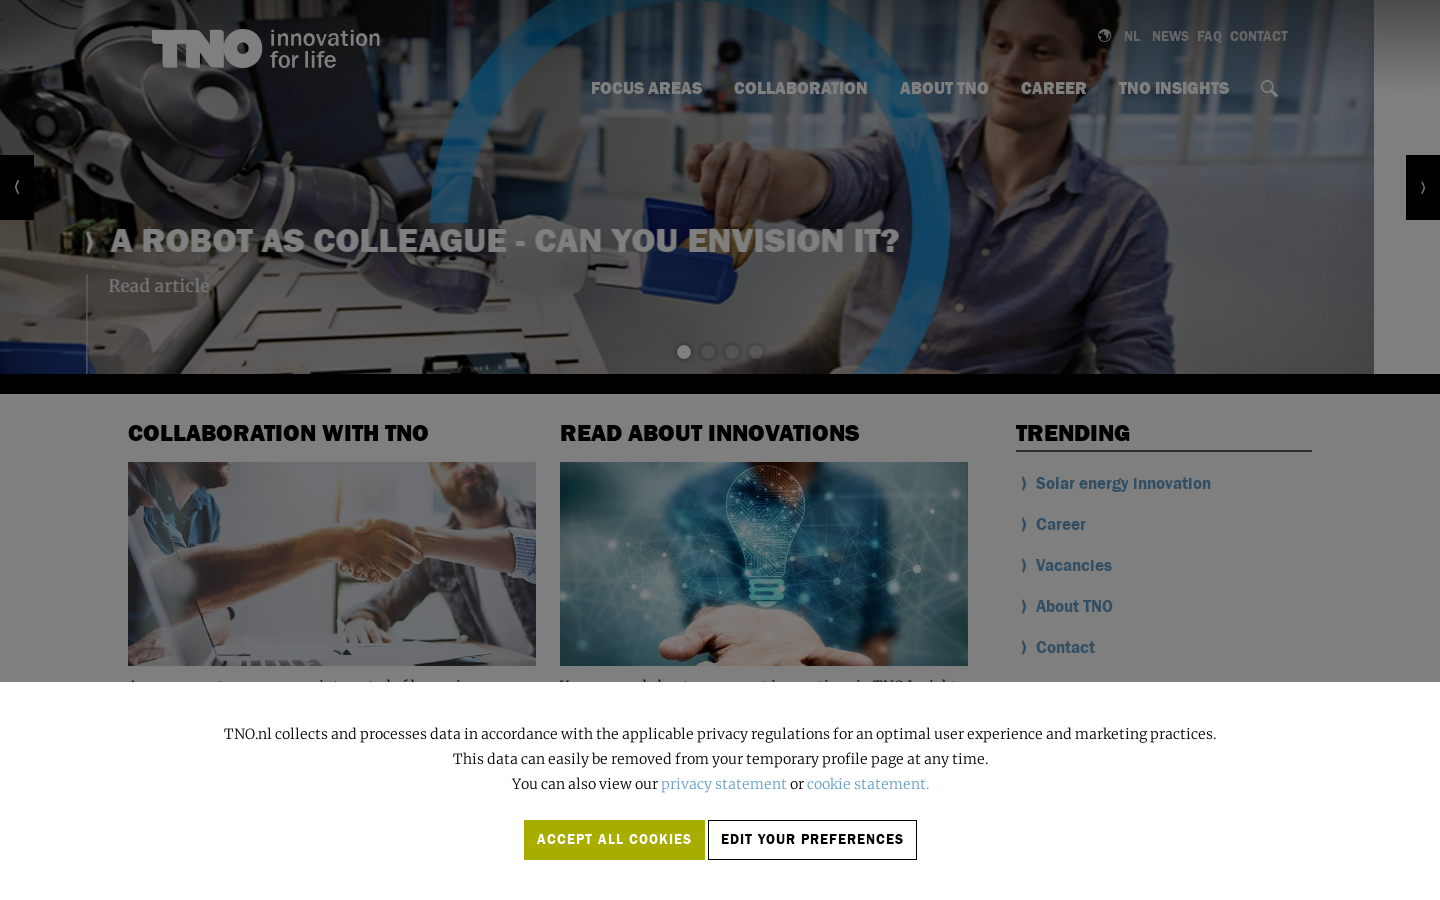 TNO innovation
for life
NL NEWS FAQ CONTACT
FOCUS AREAS COLLABORATION ABOUT TNO CAREER TNO INSIGHTS
A ROBOT AS COLLEAGUE - CAN YOU ENVISION IT?
Read article
COLLABORATION WITH TNO
READ ABOUT INNOVATIONS
TRENDING
Solar energy innovation
Career
Vacancies
About TNO
Contact
TNO.nl collects and processes data in accordance with the applicable privacy regulations for an optimal user experience and marketing practices.
This data can easily be removed from your temporary profile page at any time.
You can also view our privacy statement or cookie statement.
ACCEPT ALL COOKIES
EDIT YOUR PREFERENCES